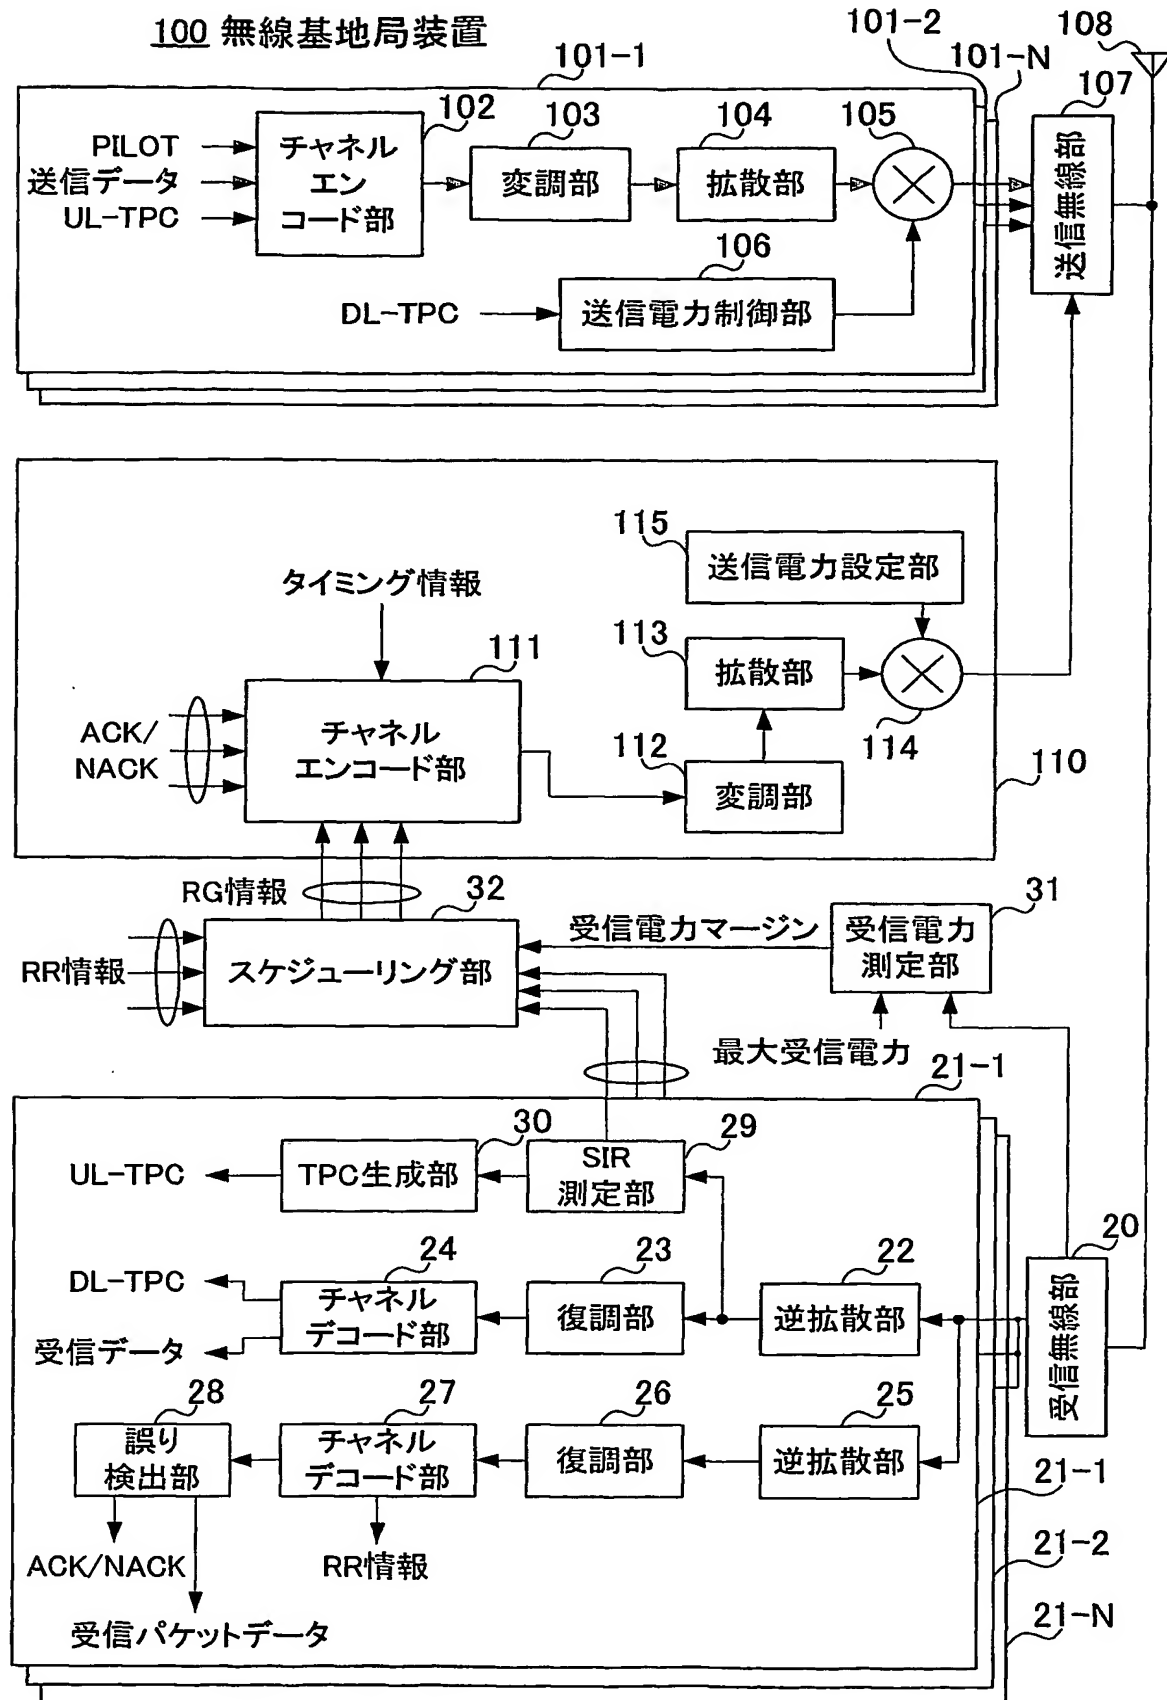 100 無線基地局装置
101-1
101-2
101-N
108
107
102
103
104
105
PILOT
送信データ
UL-TPC
チャネル
エン
コード部
変調部
拡散部
送信無線部
106
DL-TPC
送信電力制御部
115
送信電力設定部
タイミング情報
111
113
拡散部
ACK/
NACK
チャネル
エンコード部
112
変調部
114
110
RG情報
32
31
RR情報
スケジューリング部
受信電力マージン
受信電力
測定部
最大受信電力
21-1
30
29
UL-TPC
TPC生成部
SIR
測定部
20
24
23
22
DL-TPC
受信データ
チャネル
デコード部
復調部
逆拡散部
受信無線部
28
27
26
25
誤り
検出部
チャネル
デコード部
復調部
逆拡散部
21-1
ACK/NACK
RR情報
21-2
受信パケットデータ
21-N